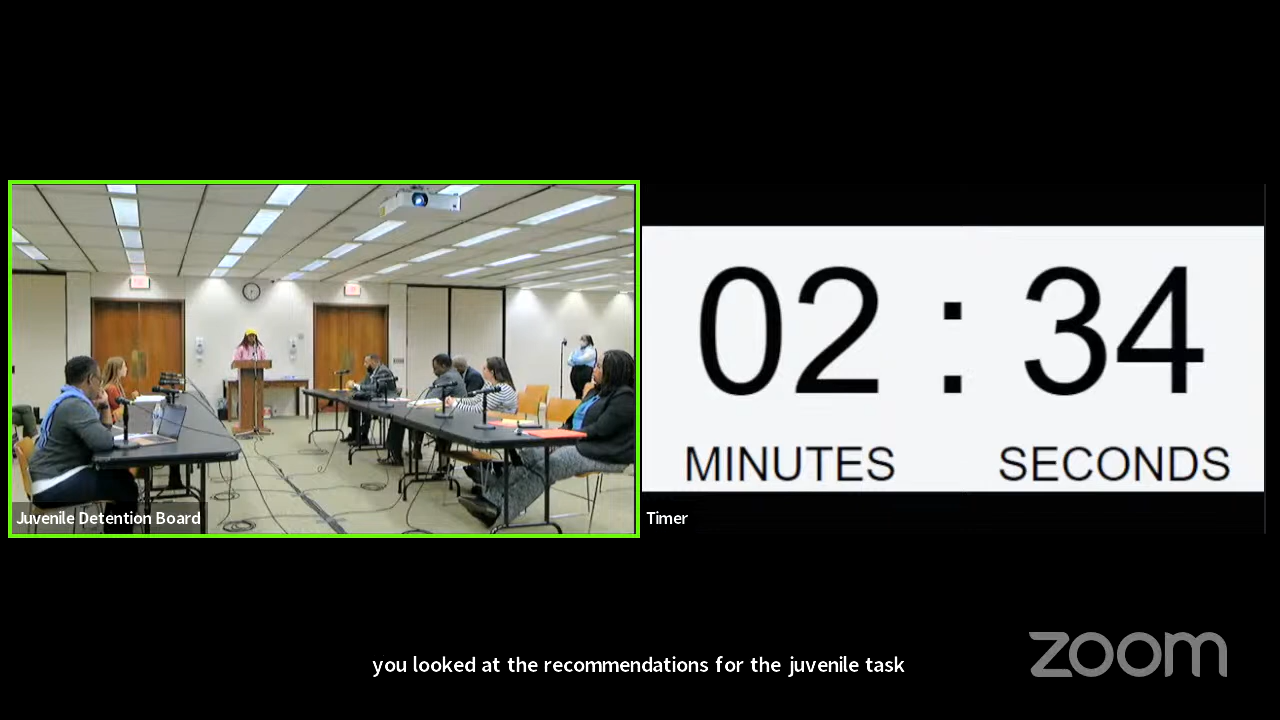 02 : 34
MINUTES SECONDS
Juvenile Detention Board
Timer
you looked at the recommendations for the juvenile task
zoom